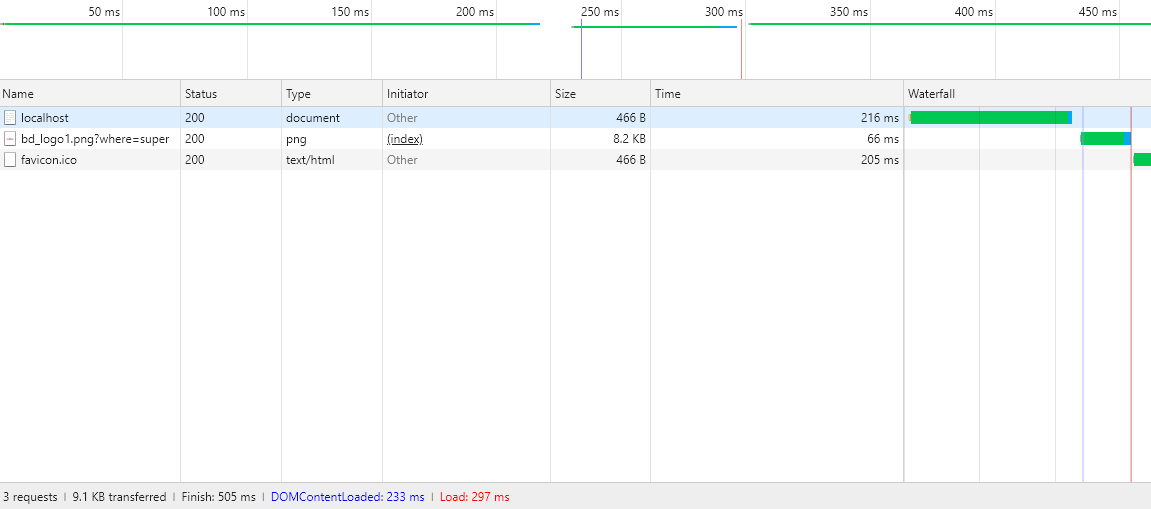 50 ms 100 ms 150 ms 200 ms 250 ms 300 ms 350 ms 400 ms 450 ms
Name Status Type Initiator Size Time Waterfall
localhost 200 document Other 466 B 216 ms
bd_logo1.png?where=super 200 png (index) 8.2 KB 66 ms
favicon.ico 200 text/html Other 466 B 205 ms
3 requests | 9.1 KB transferred | Finish: 505 ms | DOMContentLoaded: 233 ms | Load: 297 ms